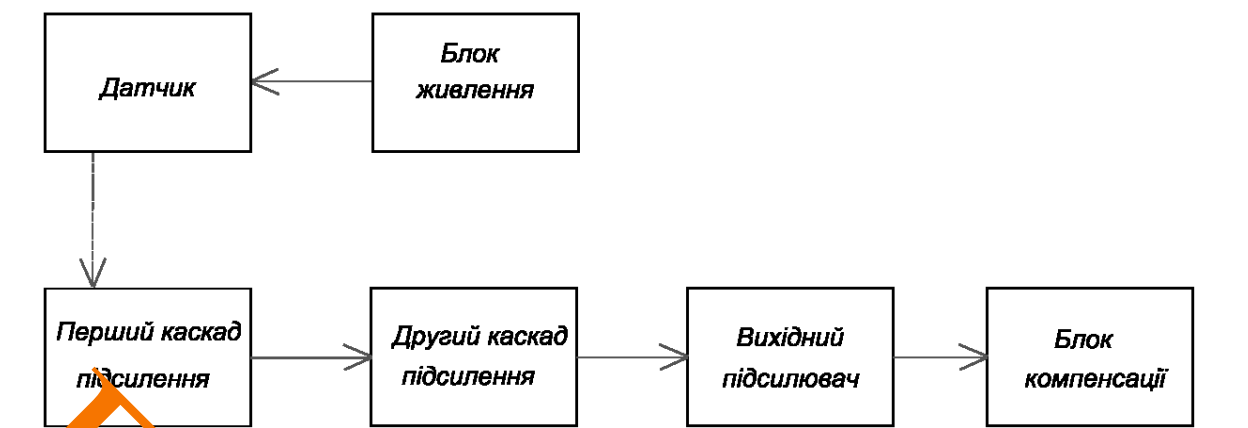 Датчик
Блок
живлення
Перший каскад
підсилення
Другий каскад
підсилення
Вихідний
підсилювач
Блок
компенсації